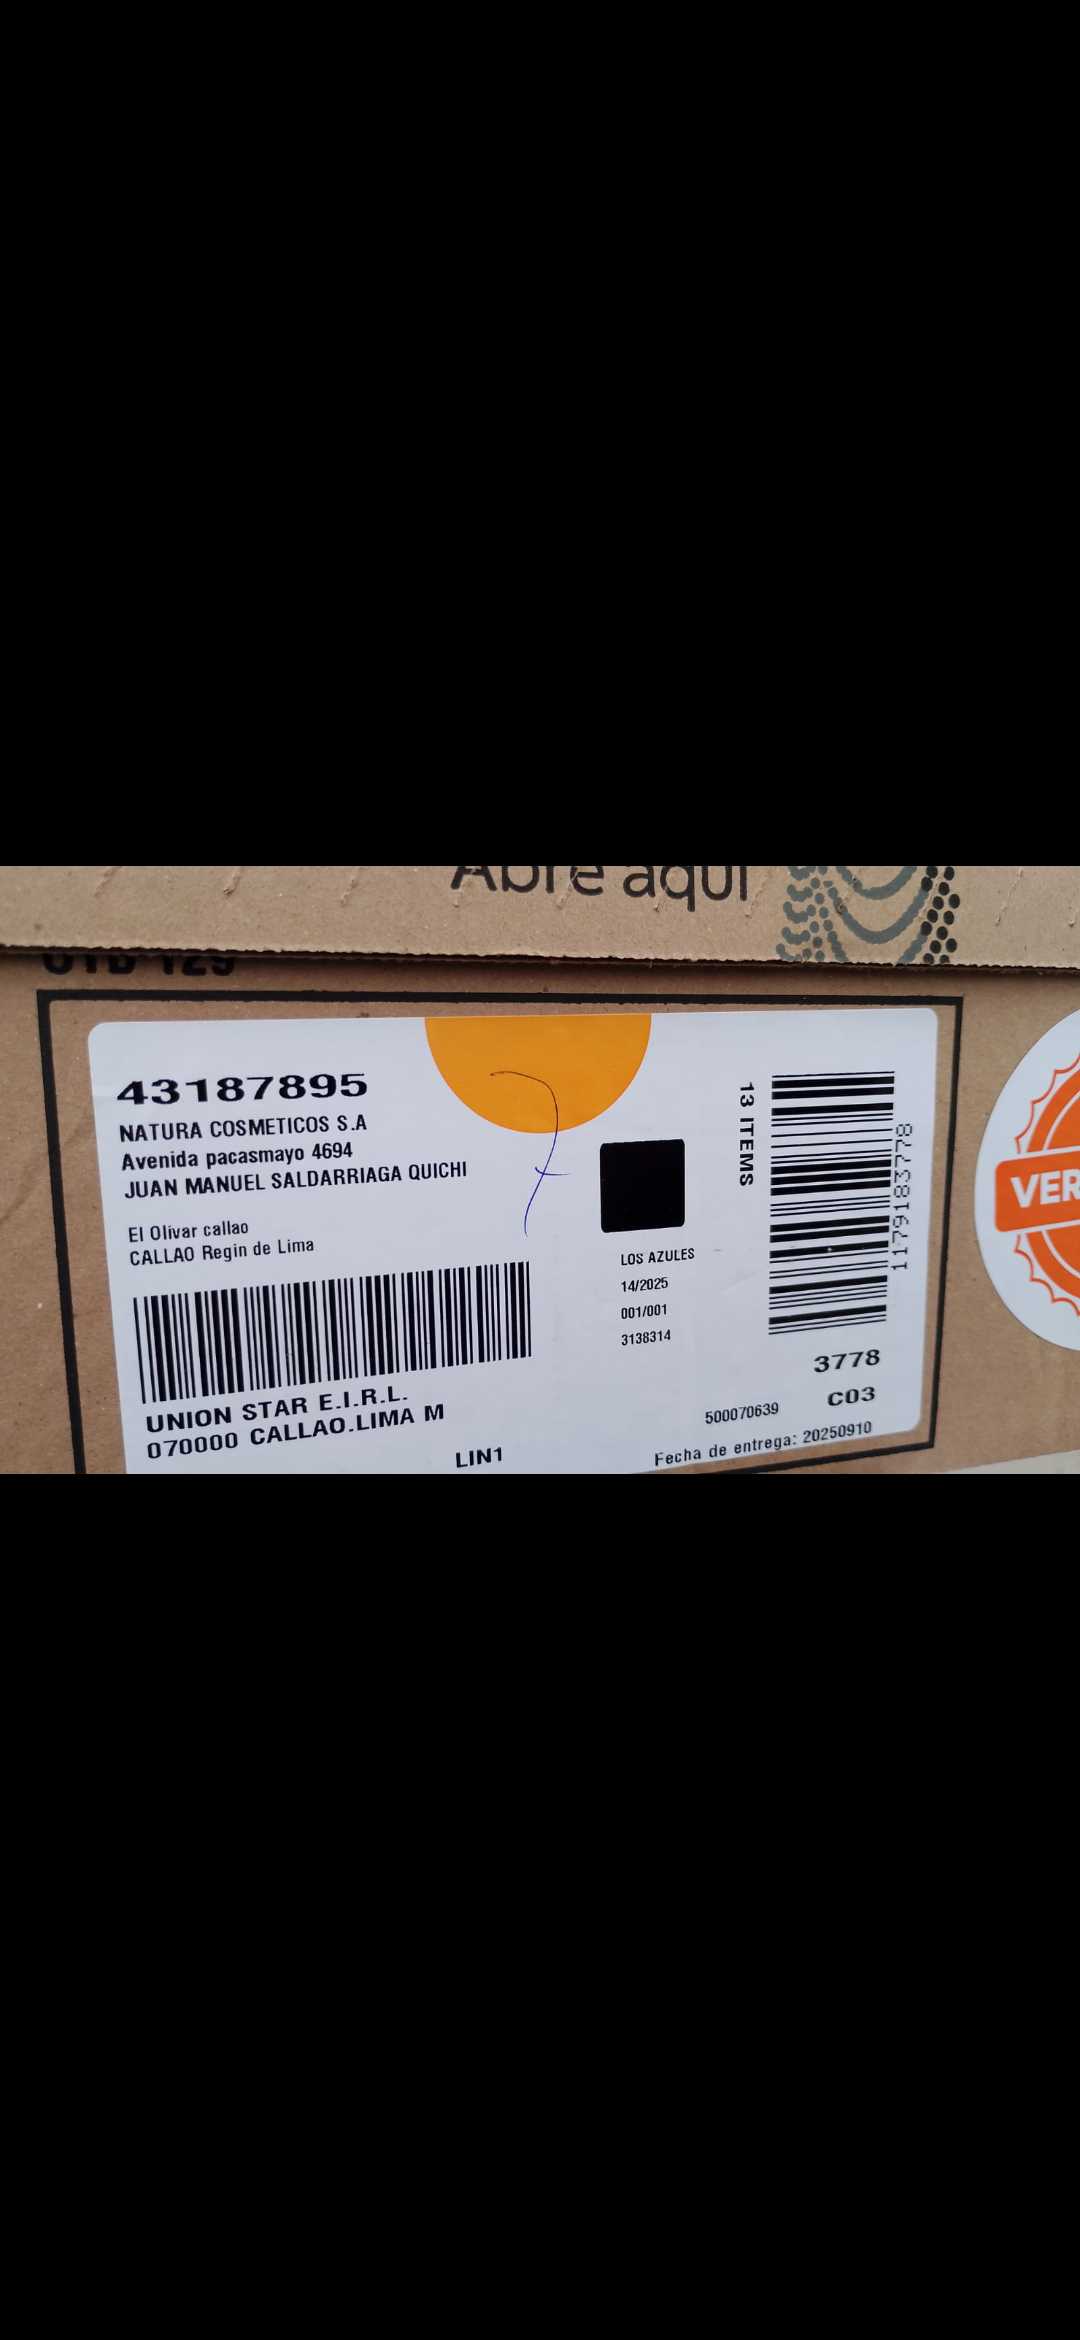 Abre aquí
43187895
NATURA COSMETICOS S.A
Avenida pacasmayo 4694
JUAN MANUEL SALDARRIAGA QUICHI
El Olivar callao
CALLAO Regin de Lima
UNION STAR E.I.R.L.
070000 CALLAO.LIMA M
LIN1
7
LOS AZULES
14/2025
001/001
3138314
13 ITEMS
1179183778
3778
C03
500070639
Fecha de entrega: 20250910